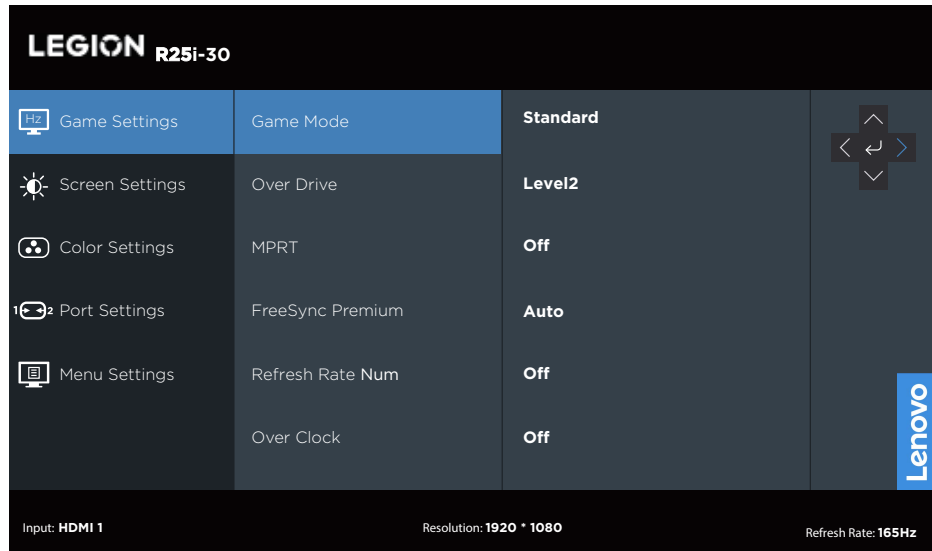 LEGION R25i-30
Hz Game Settings Game Mode Standard
Screen Settings Over Drive Level2
Color Settings MPRT Off
1 2 Port Settings FreeSync Premium Auto
Menu Settings Refresh Rate Num Off
Over Clock Off
Lenovo
Input: HDMI 1 Resolution: 1920 * 1080 Refresh Rate: 165Hz